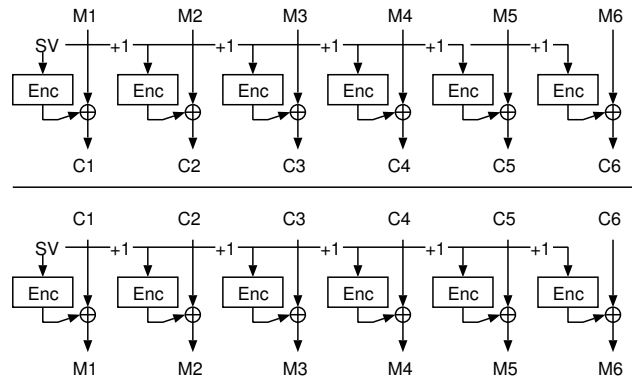 M1 M2 M3 M4 M5 M6
SV +1 +1 +1 +1 +1
Enc Enc Enc Enc Enc Enc
C1 C2 C3 C4 C5 C6
C1 C2 C3 C4 C5 C6
SV +1 +1 +1 +1 +1
Enc Enc Enc Enc Enc Enc
M1 M2 M3 M4 M5 M6